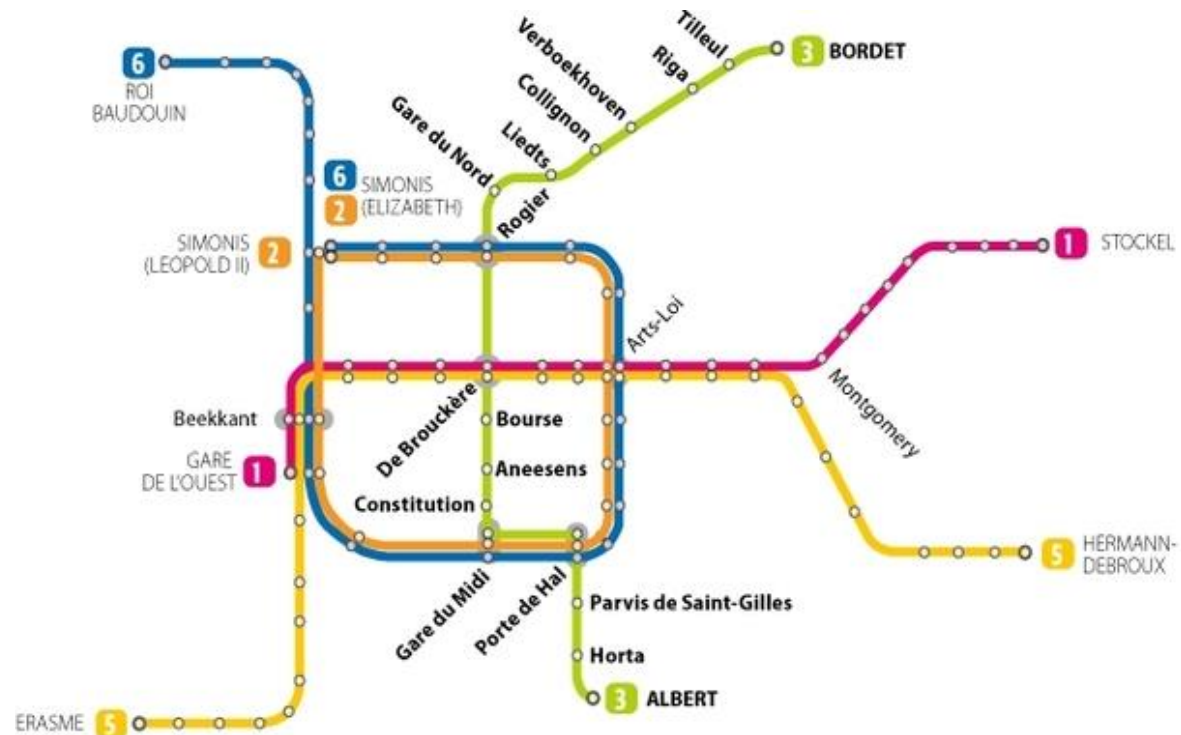 6
ROI
BAUDOUIN
Tilleul
Verboekhoven
Riga
3 BORDET
Collignon
Gare du Nord
Liedts
6 SIMONIS
2 (ELIZABETH)
Rogier
SIMONIS 2
(LEOPOLD II)
1 STOCKEL
Arts-Loi
Montgomery
Beekkant
De Brouckère
Bourse
GARE 1
DE L'OUEST
Aneesens
Constitution
HERMANN-
5 DEBROUX
Gare du Midi
Porte de Hal
Parvis de Saint-Gilles
Horta
3 ALBERT
ERASME 5